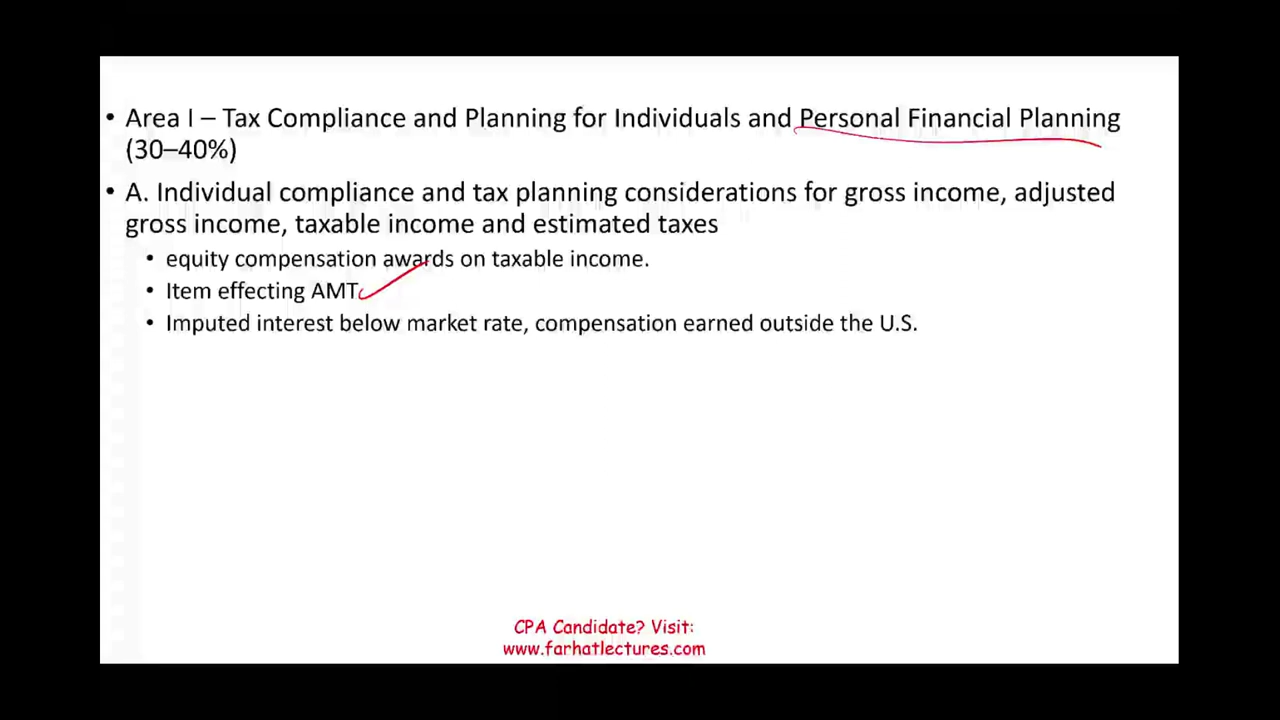 • Area I – Tax Compliance and Planning for Individuals and Personal Financial Planning
(30–40%)
• A. Individual compliance and tax planning considerations for gross income, adjusted
gross income, taxable income and estimated taxes
• equity compensation awards on taxable income.
• Item effecting AMT
• Imputed interest below market rate, compensation earned outside the U.S.
CPA Candidate? Visit:
www.farhatlectures.com